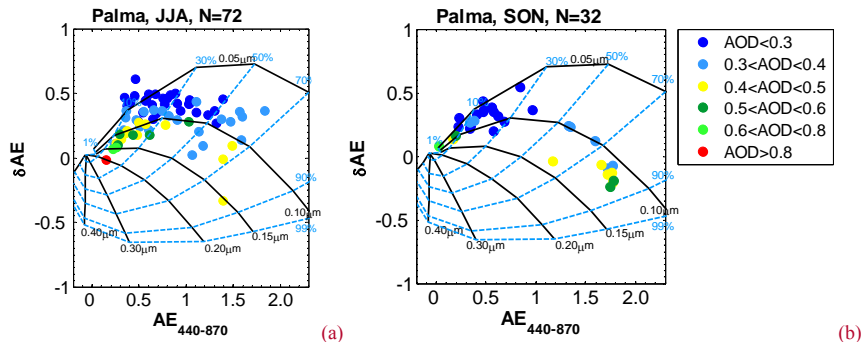 Palma, JJA, N=72
1
0.5
0
-0.5
-1
δAE
0 0.5 1 1.5 2.0
AE440-870
1%
30%
0.05μm
50%
70%
90%
99%
0.10μm
0.15μm
0.20μm
0.30μm
0.40μm
(a)
Palma, SON, N=32
1
0.5
0
-0.5
-1
δAE
0 0.5 1 1.5 2.0
AE440-870
1%
10%
30%
0.05μm
50%
70%
90%
99%
0.10μm
0.15μm
0.20μm
0.30μm
0.40μm
(b)
AOD<0.3
0.3<AOD<0.4
0.4<AOD<0.5
0.5<AOD<0.6
0.6<AOD<0.8
AOD>0.8